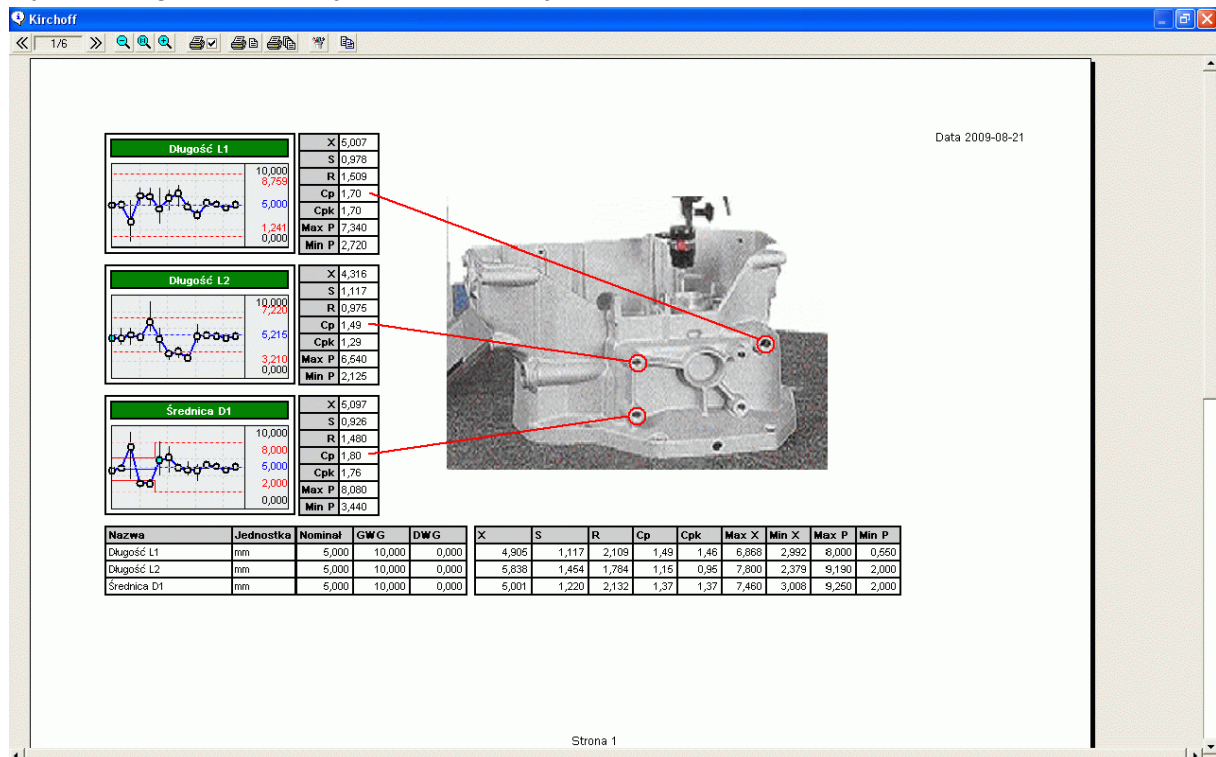 Kirchoff
1/6
Data 2009-08-21
Długość L1
10,000
8,759
5,000
1,241
0,000
X 5,007
S 0,978
R 1,509
Cp 1,70
Cpk 1,70
Max P 7,340
Min P 2,720
Długość L2
10,000
7,220
5,215
3,210
0,000
X 4,316
S 1,117
R 0,975
Cp 1,49
Cpk 1,29
Max P 6,540
Min P 2,125
Średnica D1
10,000
8,000
5,000
2,000
0,000
X 5,097
S 0,926
R 1,480
Cp 1,80
Cpk 1,76
Max P 8,080
Min P 3,440
Nazwa Jednostka Nominał GWG DWG X S R Cp Cpk Max X Min X Max P Min P
Długość L1 mm 5,000 10,000 0,000 4,905 1,117 2,109 1,49 1,46 6,868 2,992 8,000 0,550
Długość L2 mm 5,000 10,000 0,000 5,838 1,454 1,784 1,15 0,95 7,800 2,379 9,190 2,000
Średnica D1 mm 5,000 10,000 0,000 5,001 1,220 2,132 1,37 1,37 7,460 3,008 9,250 2,000
Strona 1